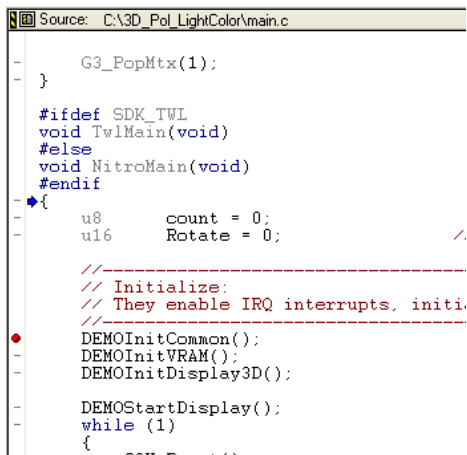 Source: C:\3D_Pol_LightColor\main.c
G3_PopMtx(1);
}
#ifdef SDK_TWL
void TwlMain(void)
#else
void NitroMain(void)
#endif
{
u8 count = 0;
u16 Rotate = 0; /
//----------------------------------
// Initialize:
// They enable IRQ interrupts, initia
//----------------------------------
DEMOInitCommon();
DEMOInitVRAM();
DEMOInitDisplay3D();
DEMOStartDisplay();
while (1)
{